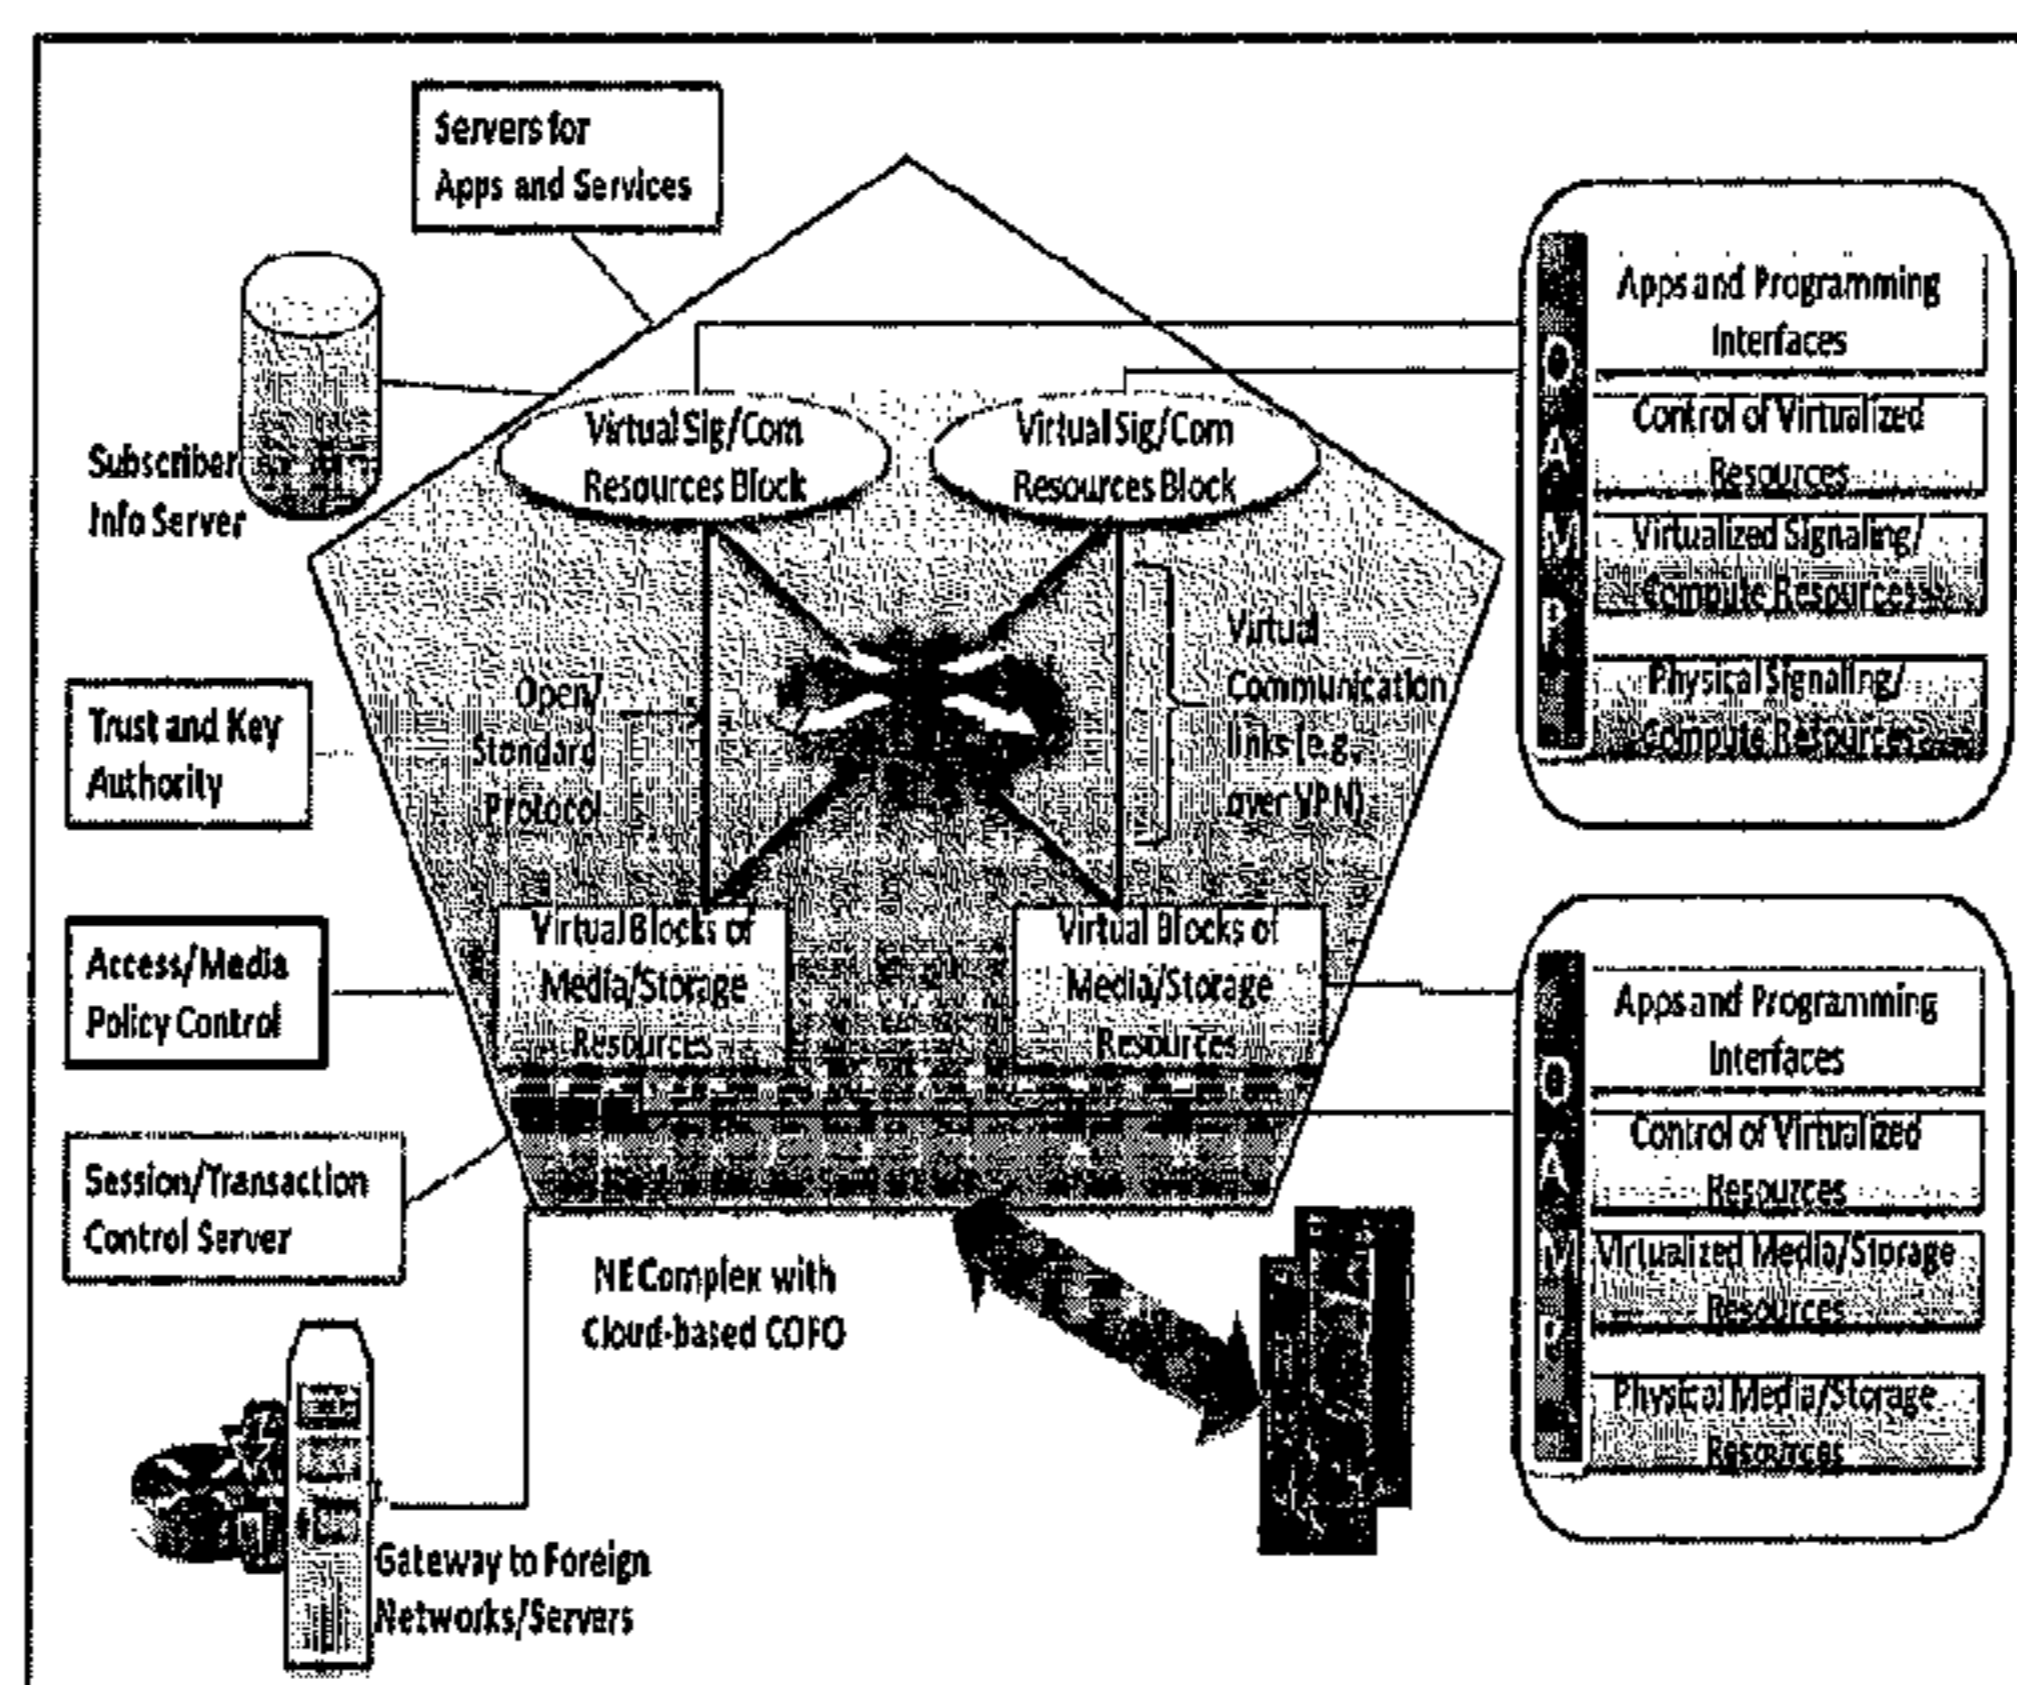 Servers for
Apps and Services
Subscriber
Info Server
Trust and Key
Authority
Access/Media
Policy Control
Session/Transaction
Control Server
Gateway to Foreign
Networks/Servers
Virtual Sig/Com
Resources Block
Virtual Sig/Com
Resources Block
Open/
Standard
Protocol
Virtual
Communication
links (e.g.,
over VPN)
Virtual Blocks of
Media/Storage
Resources
Virtual Blocks of
Media/Storage
Resources
NE Complex with
Cloud-based COFO
O
A
M
P
Apps and Programming
Interfaces
Control of Virtualized
Resources
Virtualized Signaling/
Compute Resources
Physical Signaling/
Compute Resources
O
A
M
P
Apps and Programming
Interfaces
Control of Virtualized
Resources
Virtualized Media/Storage
Resources
Physical Media/Storage
Resources